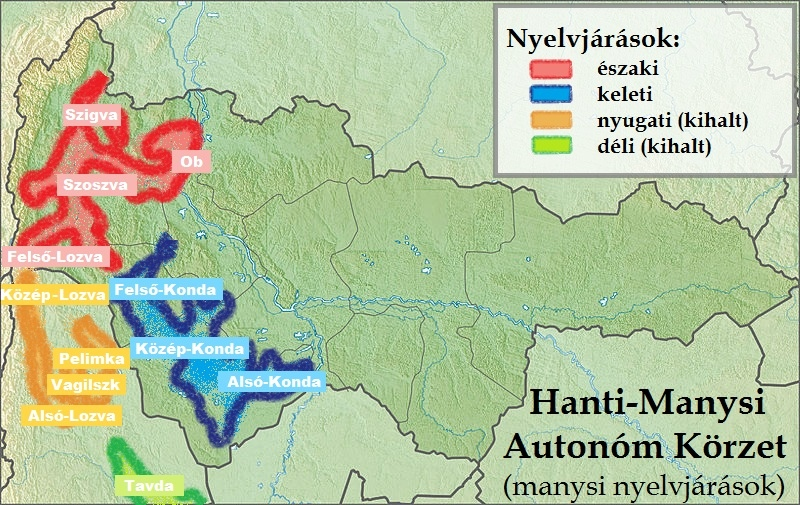 Nyelvjárások:
északi
keleti
nyugati (kihalt)
déli (kihalt)
Szigva
Ob
Szoszva
Felső-Lozva
Közép-Lozva
Felső-Konda
Közép-Konda
Pelimka
Vagilszk
Alsó-Konda
Alsó-Lozva
Tavda
Hanti-Manysi
Autonóm Körzet
(manysi nyelvjárások)